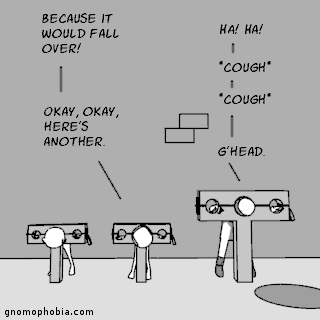 BECAUSE IT
WOULD FALL
OVER!
HA! HA!
*COUGH*
*COUGH*
OKAY, OKAY,
HERE'S
ANOTHER.
G'HEAD.
gnomophobia.com